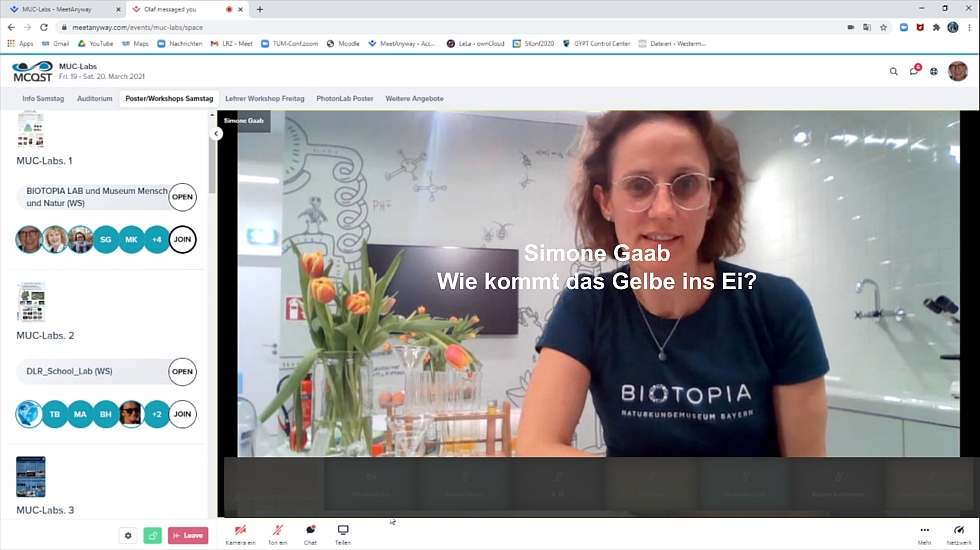 MUC-Labs - MeetAnyway
Olaf messaged you
meetanyway.com/events/muc-labs/space
Apps
Gmail
YouTube
Maps
Nachrichten
LRZ - Meet
TUM-Conf.zoom
Moodle
MeetAnyway - Acc...
LeLa - ownCloud
SKonf2020
GYPT Control Center
Dateien - Westerm...
MCQST
MUC-Labs
Fri. 19 - Sat. 20. March 2021
6
Info Samstag
Auditorium
Poster/Workshops Samstag
Lehrer Workshop Freitag
PhotonLab Poster
Weitere Angebote
MUC-Labs. 1
BIOTOPIA LAB und Museum Mensch
und Natur (WS)
OPEN
SG
MK
+4
JOIN
MUC-Labs. 2
DLR_School_Lab (WS)
OPEN
TB
MA
BH
+2
JOIN
MUC-Labs. 3
Simone Gaab
PH
Simone Gaab
Wie kommt das Gelbe ins Ei?
BIOTOPIA
NATURKUNDEMUSEUM BAYERN
Leave
Kamera ein
Ton ein
Chat
Teilen
Mehr
Netzwerk